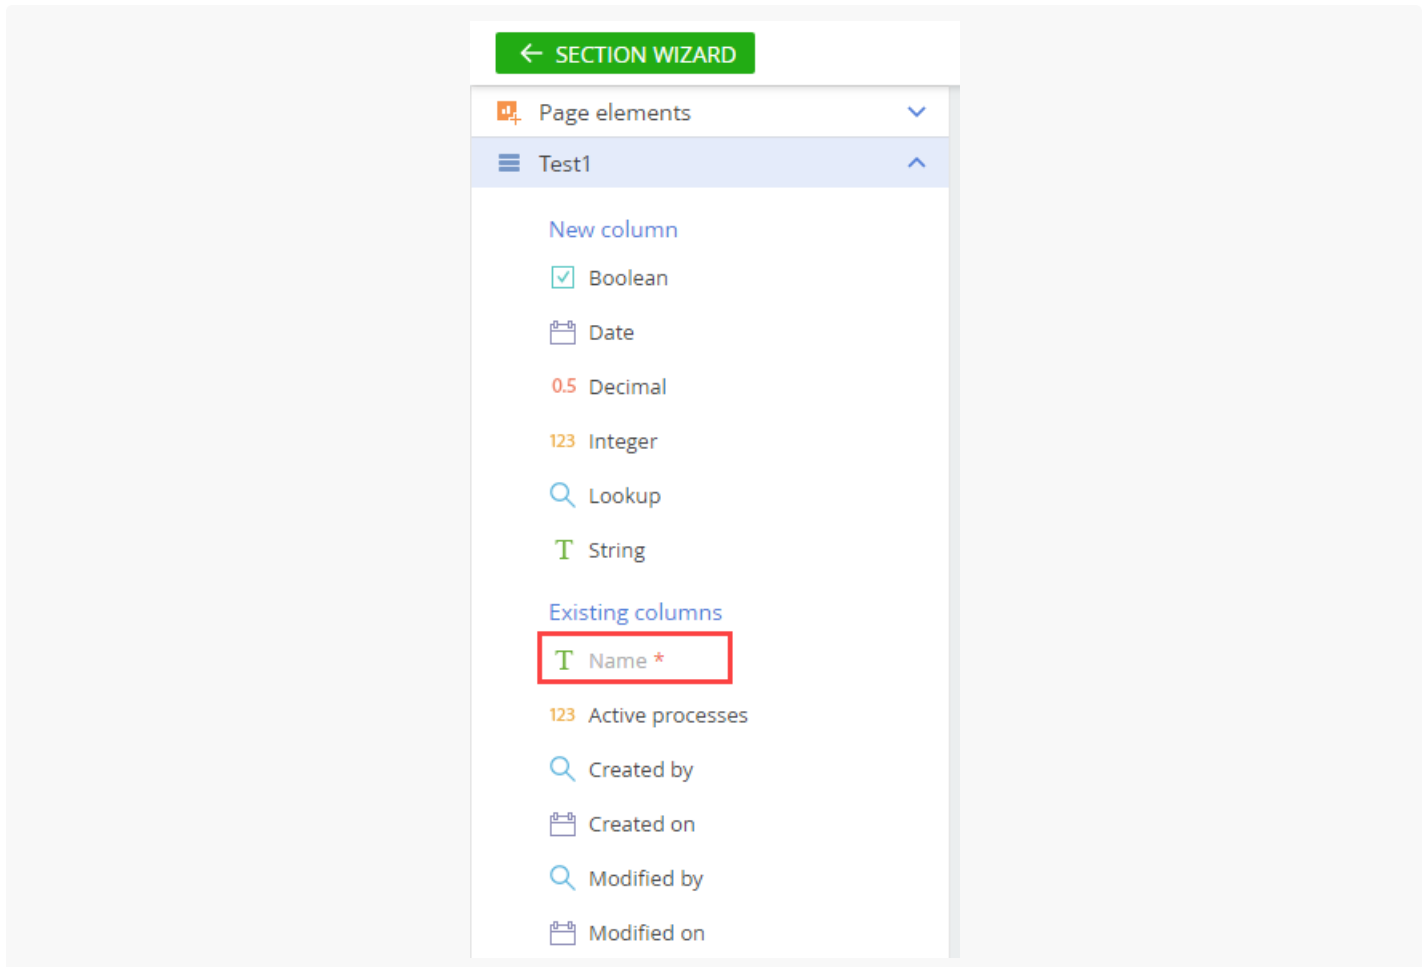 ← SECTION WIZARD
Page elements
Test1
New column
Boolean
Date
0.5 Decimal
123 Integer
Lookup
T String
Existing columns
T Name *
123 Active processes
Created by
Created on
Modified by
Modified on